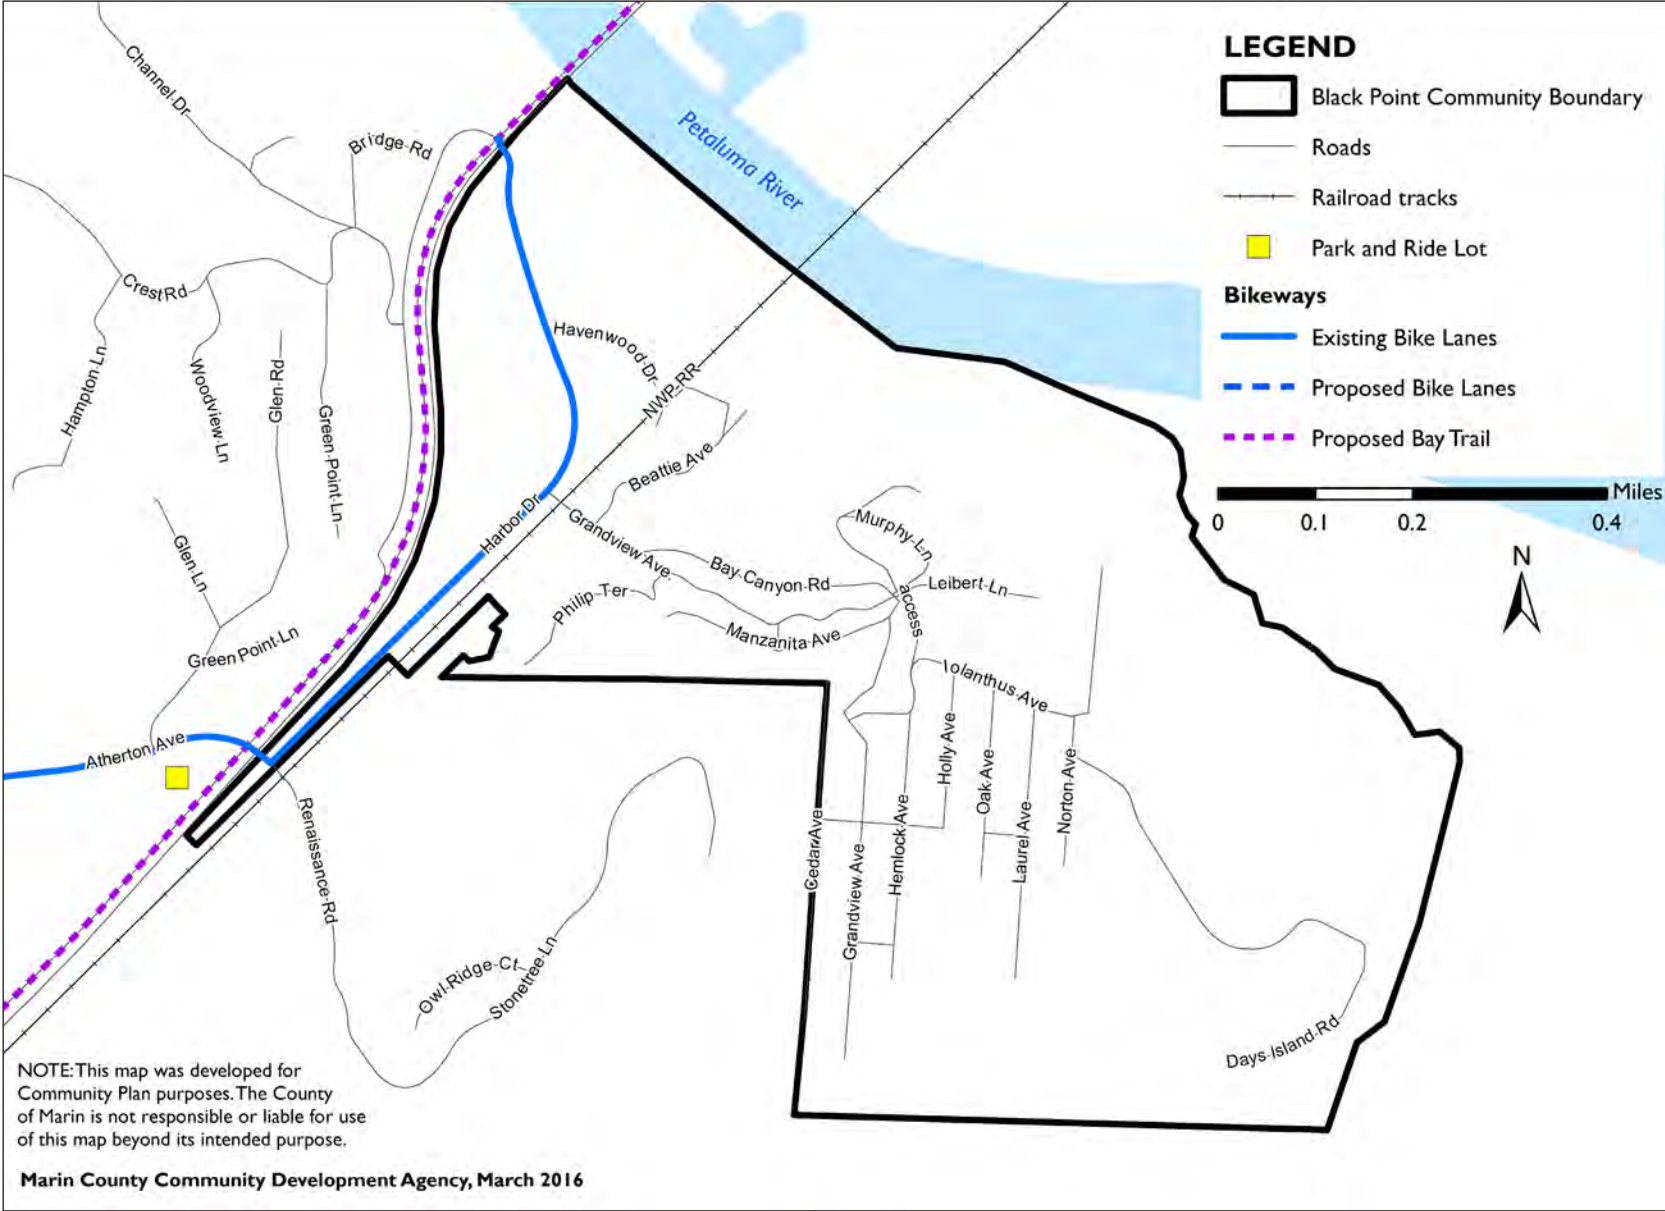 LEGEND
Black Point Community Boundary
Roads
Railroad tracks
Park and Ride Lot
Bikeways
Existing Bike Lanes
Proposed Bike Lanes
Proposed Bay Trail
Miles
0 0.1 0.2 0.4
N
Channel Dr
Bridge Rd
Petaluma River
Crest Rd
Hampton Ln
Woodview Ln
Glen Rd
Green Point Ln
Havenwood Dr
NWP RR
Beattie Ave
Harbor Dr
Grandview Ave
Murphy Ln
Bay Canyon Rd
Leibert Ln
access
Glen Ln
Philip Ter
Manzanita Ave
Green Point Ln
Iolanthus Ave
Atherton Ave
Holly Ave
Oak Ave
Norton Ave
Renaissance Rd
Cedar Ave
Grandview Ave
Hemlock Ave
Laurel Ave
Owl Ridge Ct
Stonetree Ln
Days Island Rd
NOTE: This map was developed for
Community Plan purposes. The County
of Marin is not responsible or liable for use
of this map beyond its intended purpose.
Marin County Community Development Agency, March 2016